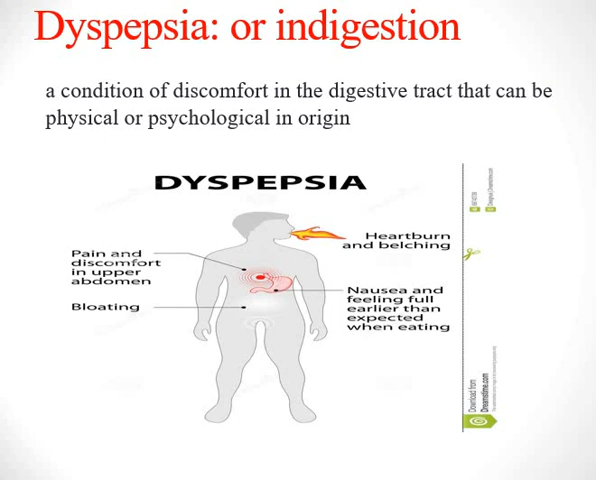 Dyspepsia: or indigestion
a condition of discomfort in the digestive tract that can be
physical or psychological in origin
DYSPEPSIA
Heartburn
and belching
Pain and
discomfort
in upper
abdomen
Nausea and
feeling full
earlier than
expected
when eating
Bloating
Download from
Dreamstime.com